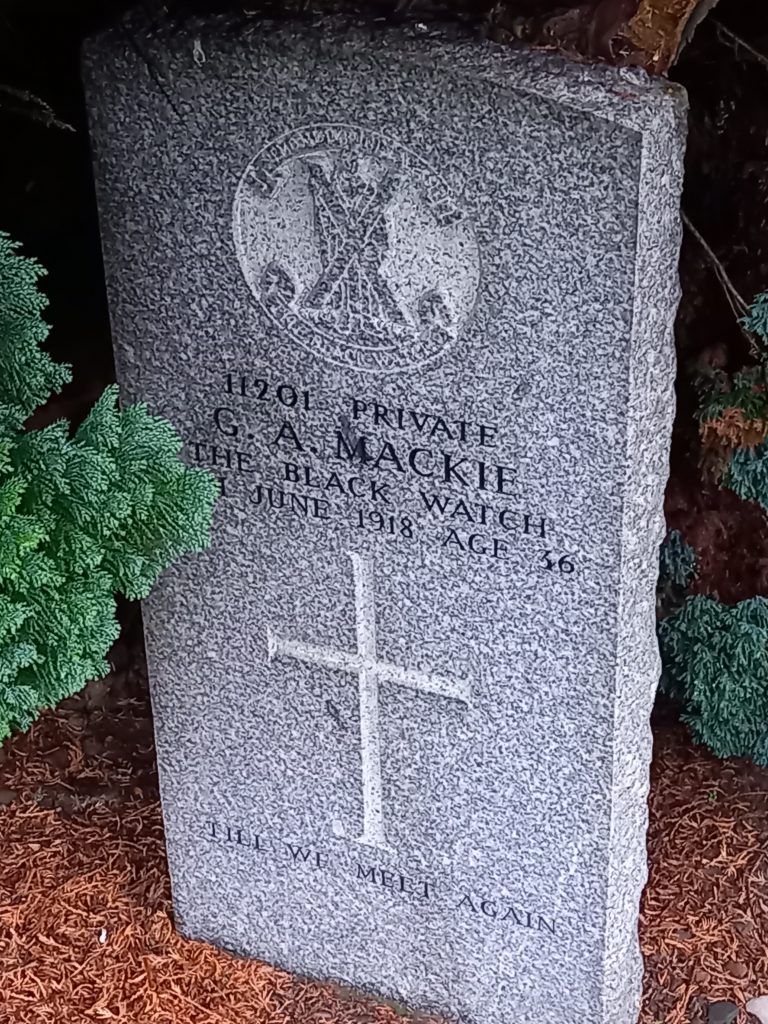 11201 PRIVATE
G. A. MACKIE
THE BLACK WATCH
JUNE 1918 AGE 36
TILL WE MEET AGAIN